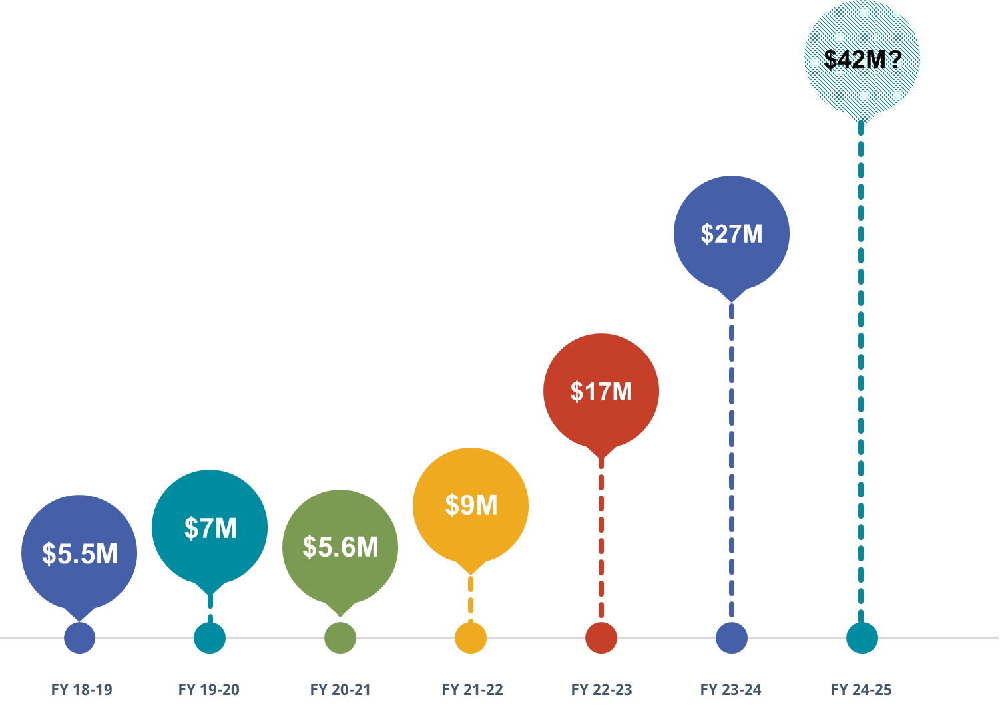 $42M?
$27M
$17M
$9M
$7M
$5.6M
$5.5M
FY 18-19
FY 19-20
FY 20-21
FY 21-22
FY 22-23
FY 23-24
FY 24-25